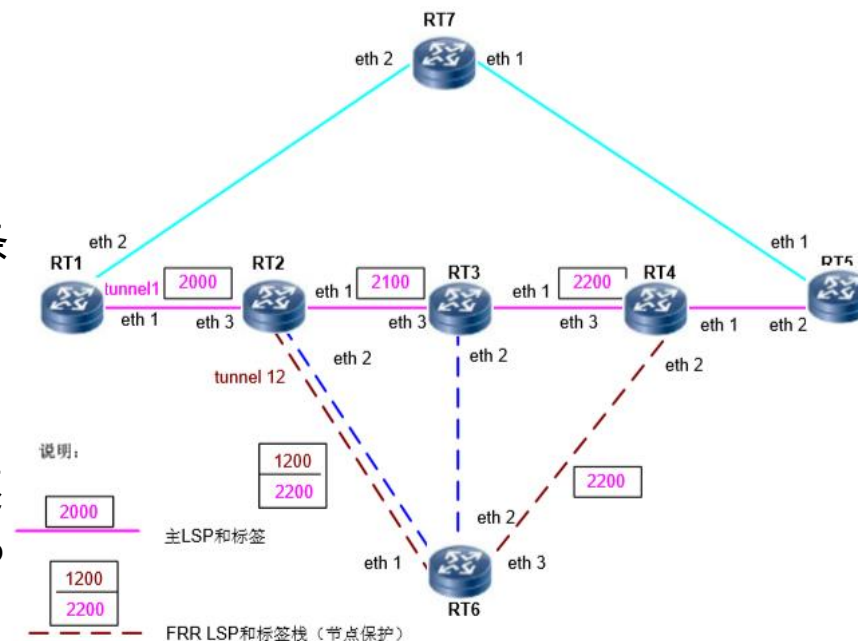 RT7
eth 2
eth 1
eth 2
eth 1
RT1
tunnel1
2000
RT2
eth 1
2100
RT3
eth 1
2200
RT4
RT5
eth 1
eth 3
eth 3
eth 3
eth 1
eth 2
eth 2
eth 2
eth 2
tunnel 12
说明:
1200
2200
2200
2000
主LSP和标签
eth 2
eth 1
eth 3
1200
2200
RT6
FRR LSP和标签栈(节点保护)